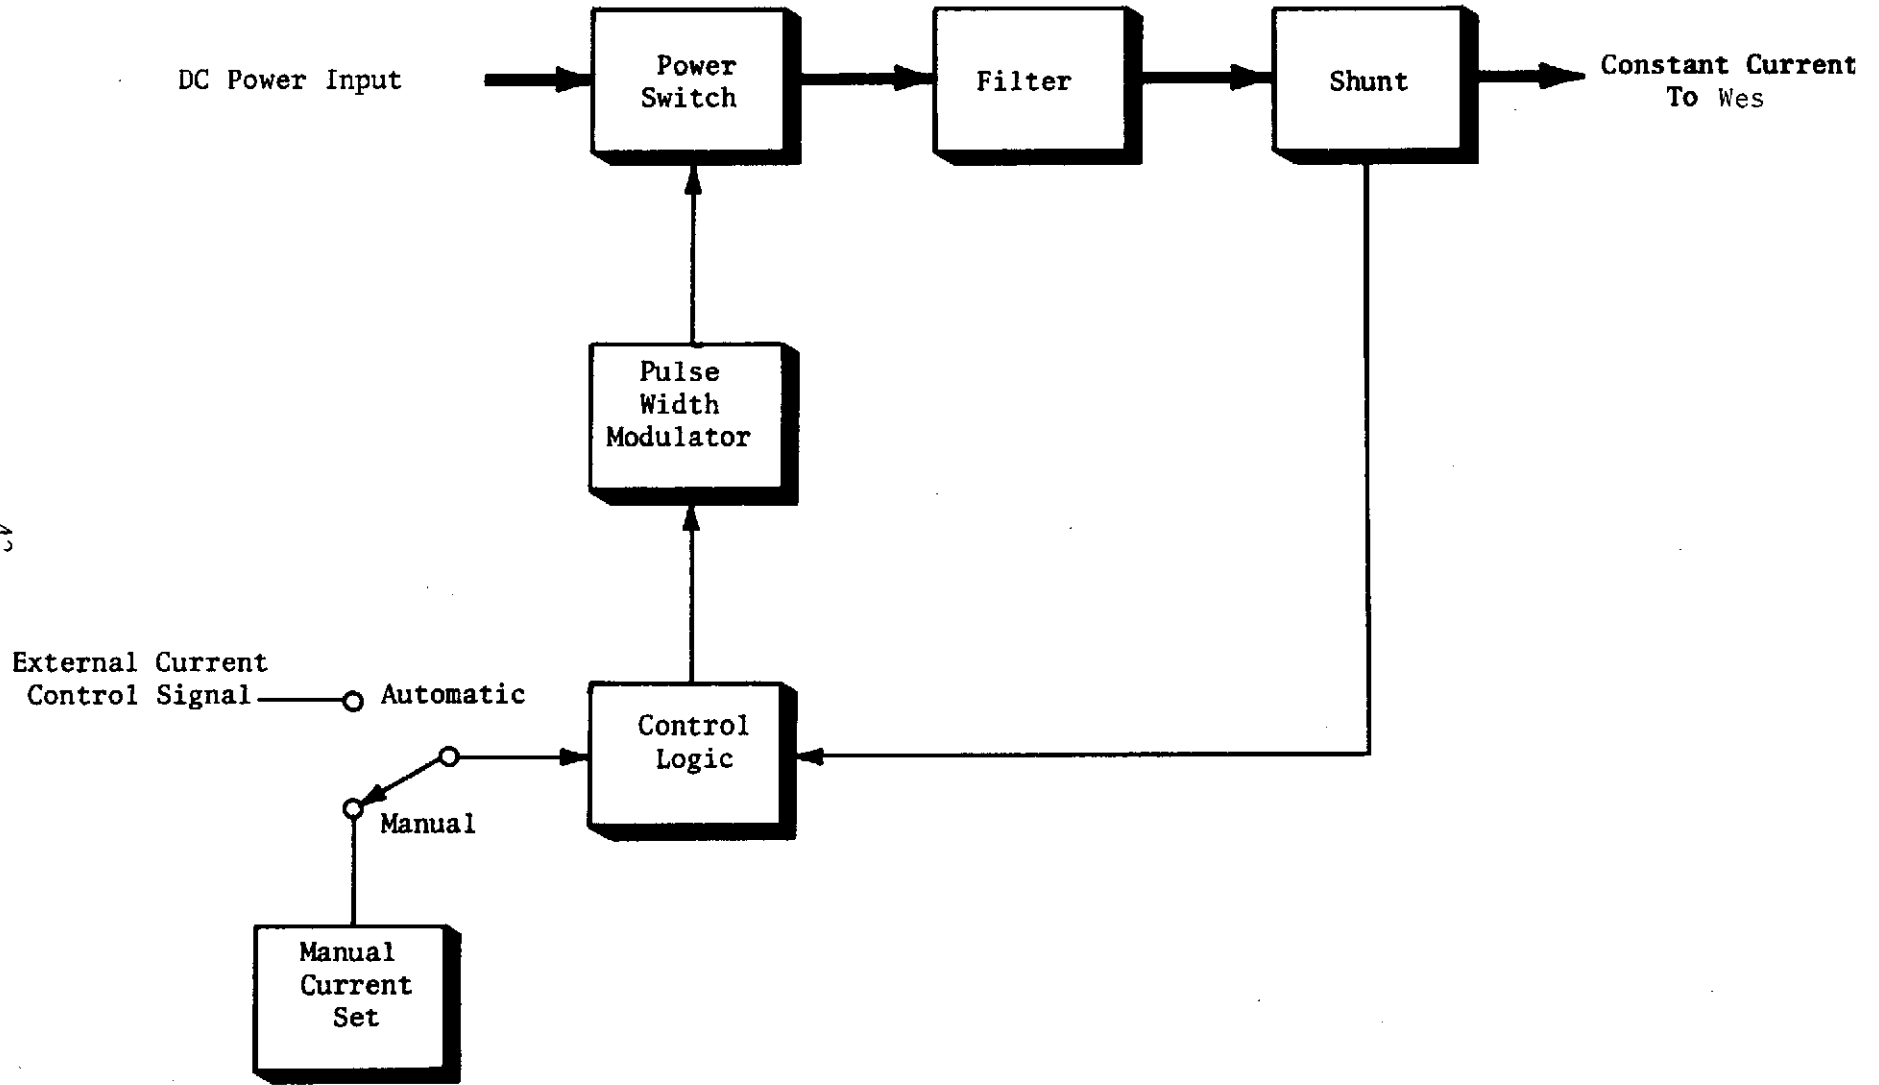 DC Power Input
Power
Switch
Filter
Shunt
Constant Current
To Wes
Pulse
Width
Modulator
External Current
Control Signal
Automatic
Control
Logic
Manual
Manual
Current
Set